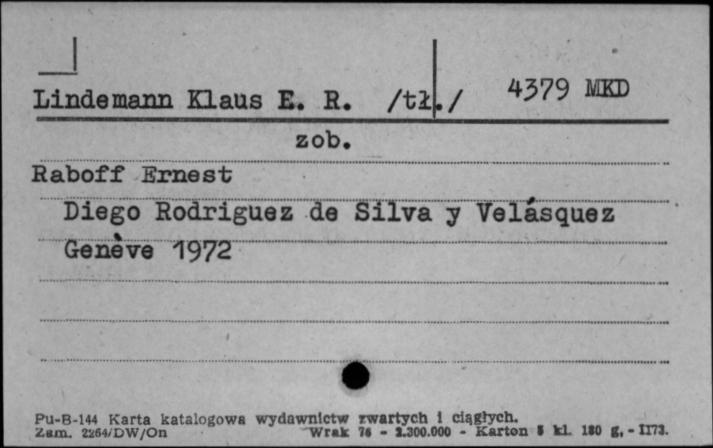 Lindemann Klaus E. R. /tł./ 4379 MKD
zob.
Raboff Ernest
Diego Rodriguez de Silva y Velásquez
Genève 1972
Pu-B-144 Karta katalogowa wydawnictw zwartych i ciągłych.
Zam. 2264/DW/On Wrak 76 - 2.300.000 - Karton 8 kl. 180 g. - II73.